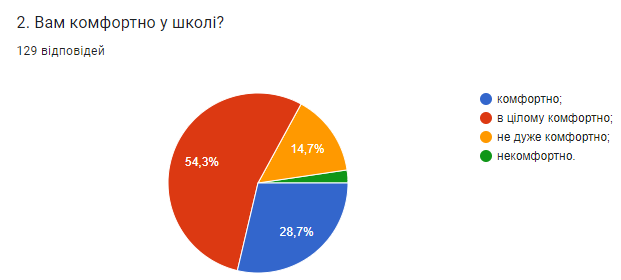 2. Вам комфортно у школі?
129 відповідей
комфортно;
в цілому комфортно;
не дуже комфортно;
некомфортно.
54,3%
14,7%
28,7%